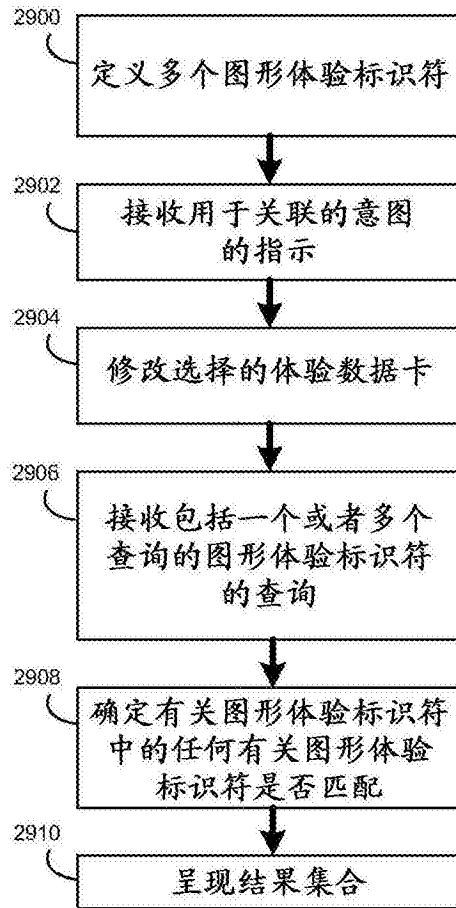 2900
定义多个图形体验标识符
2902
接收用于关联的意图
的指示
2904
修改选择的体验数据卡
2906
接收包括一个或者多个
查询的图形体验标识符
的查询
2908
确定有关图形体验标识符
中的任何有关图形体验
标识符是否匹配
2910
呈现结果集合